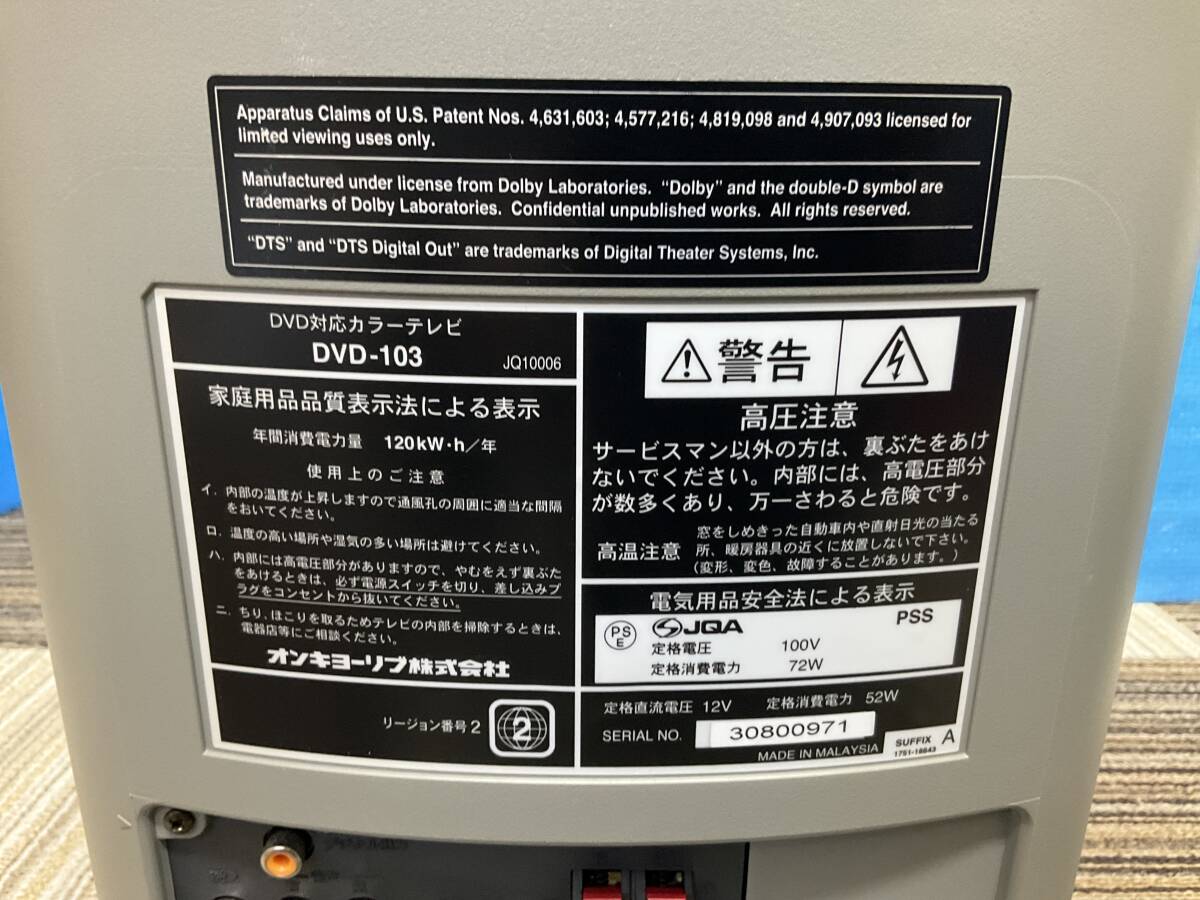 Apparatus Claims of U.S. Patent Nos. 4,631,603; 4,577,216; 4,819,098 and 4,907,093 licensed for
limited viewing uses only.
Manufactured under license from Dolby Laboratories. “Dolby” and the double-D symbol are
trademarks of Dolby Laboratories. Confidential unpublished works. All rights reserved.
“DTS” and “DTS Digital Out” are trademarks of Digital Theater Systems, Inc.
DVD対応カラーテレビ
DVD-103 JQ10006
家庭用品品質表示法による表示
年間消費電力量 120kW・h/年
使用上のご注意
イ. 内部の温度が上昇しますので通風孔の周囲に適当な間隔
をおいてください。
ロ. 温度の高い場所や湿気の多い場所は避けてください。
ハ. 内部には高電圧部分がありますので、やむをえず裏ぶた
をあけるときは、必ず電源スイッチを切り、差し込みプ
ラグをコンセントから抜いてください。
ニ. ちり、ほこりを取るためテレビの内部を掃除するときは、
電器店等にご相談ください。
オンキヨーリブ株式会社
リージョン番号 2
2
警告
高圧注意
サービスマン以外の方は、裏ぶたをあけ
ないでください。内部には、高電圧部分
が数多くあり、万一さわると危険です。
高温注意
窓をしめきった自動車内や直射日光の当たる
所、暖房器具の近くに放置しないで下さい。
(変形、変色、故障することがあります。)
電気用品安全法による表示
PS
E
JQA
PSS
定格電圧 100V
定格消費電力 72W
定格直流電圧 12V 定格消費電力 52W
SERIAL NO. 30800971
MADE IN MALAYSIA
SUFFIX A
1751-18843